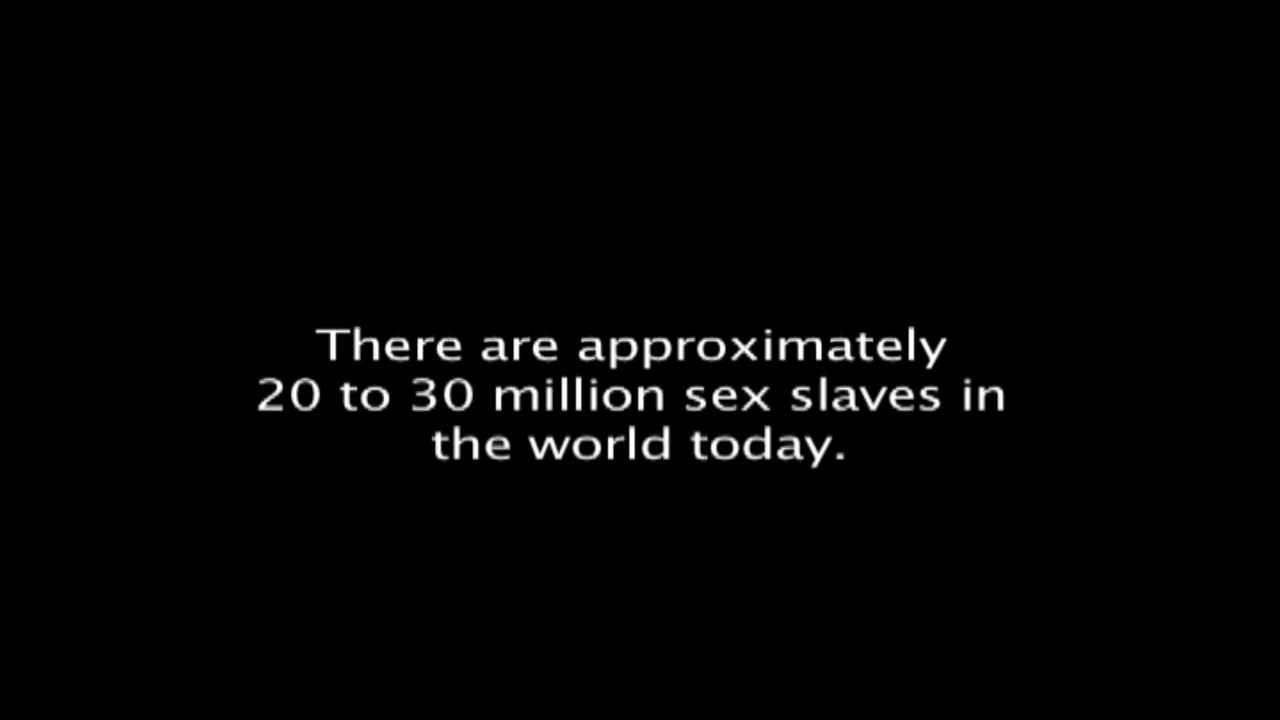 There are approximately
20 to 30 million sex slaves in
the world today.